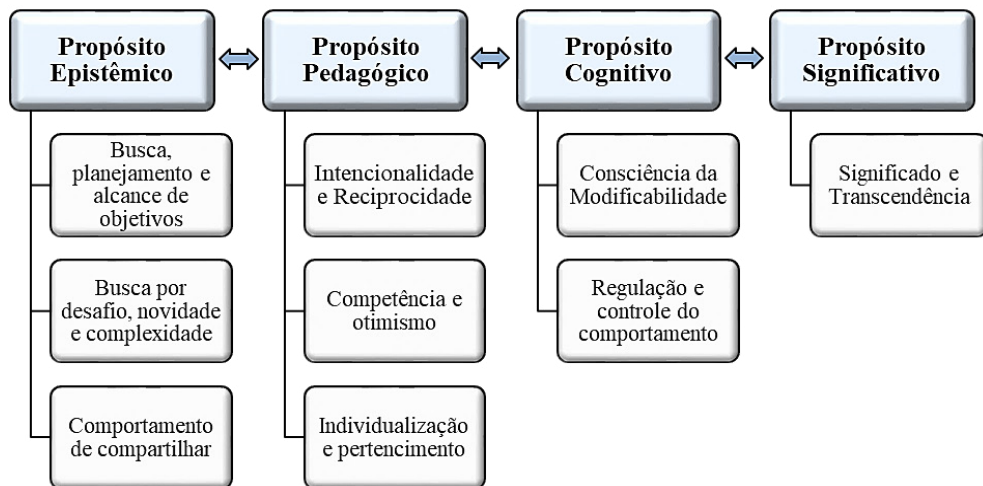 Propósito
Epistêmico
Busca,
planejamento e
alcance de
objetivos
Busca por
desafio, novidade
e complexidade
Comportamento
de compartilhar
Propósito
Pedagógico
Intencionalidade
e Reciprocidade
Competência e
otimismo
Individualização
e pertencimento
Propósito
Cognitivo
Consciência da
Modificabilidade
Regulação e
controle do
comportamento
Propósito
Significativo
Significado e
Transcendência